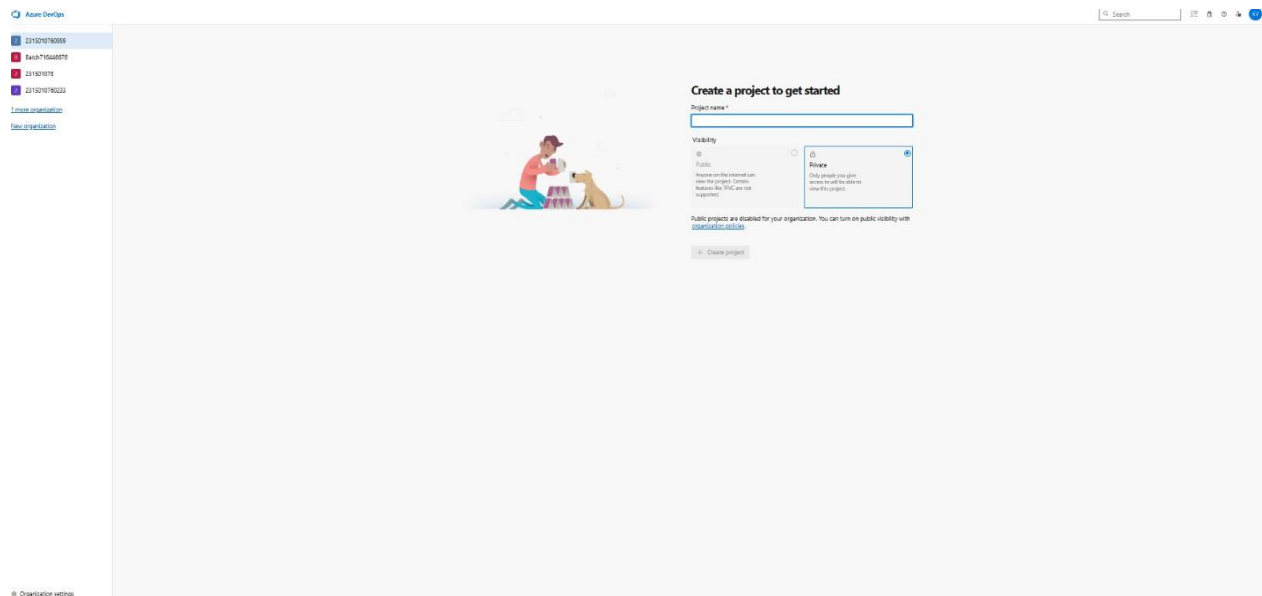 Azure DevOps
Search
2315010760866
Batch716446676
231501076
2315010760233
1 more organization
New organization
Create a project to get started
Project name *
Visibility
Public
Anyone on the internet can
view the project. Certain
features like TFVC are not
supported.
Private
Only people you give
access to will be able to
view this project.
Public projects are disabled for your organization. You can turn on public visibility with
organization policies.
+ Create project
Organization settings